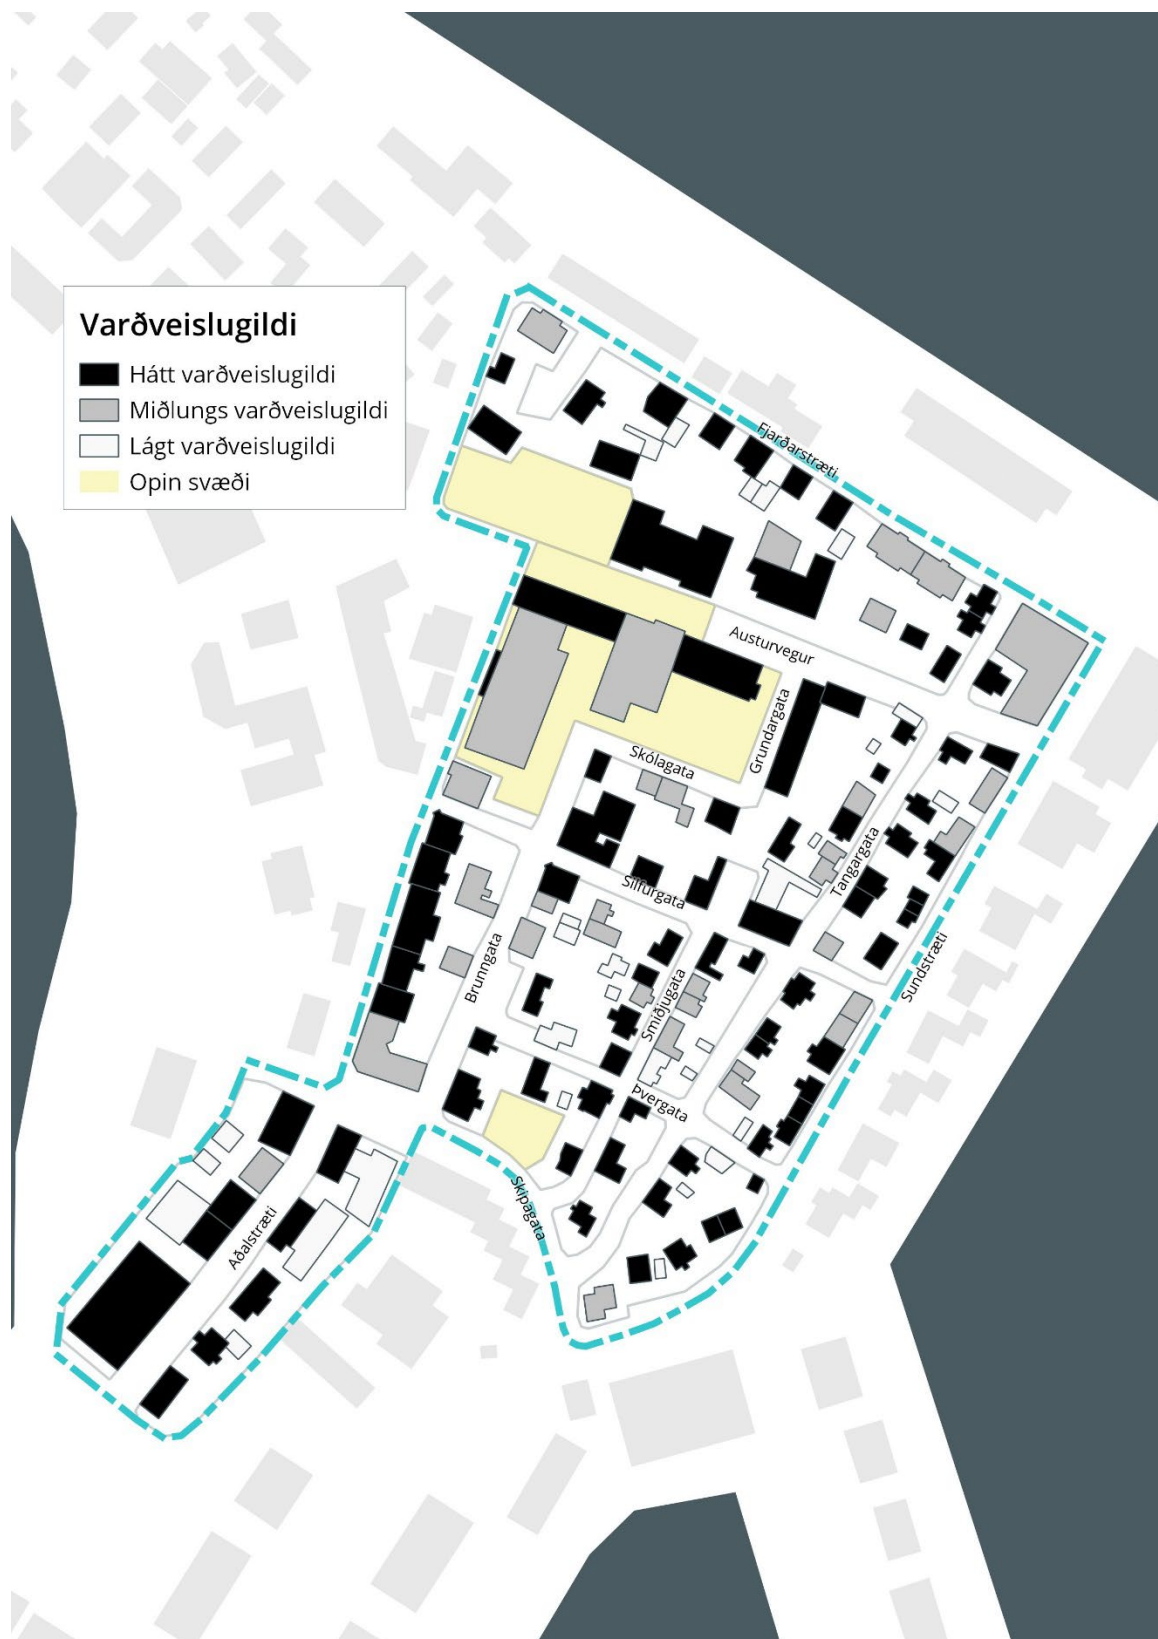 Varðveislugildi
Hátt varðveislugildi
Miðlungs varðveislugildi
Lágt varðveislugildi
Opin svæði
Fjarðarstræti
Austurvegur
Grundargata
Skólagata
Tangargata
Silfurgata
Brunngata
Sundstræti
Smiðjugata
Þvergata
Skipagata
Aðalstræti